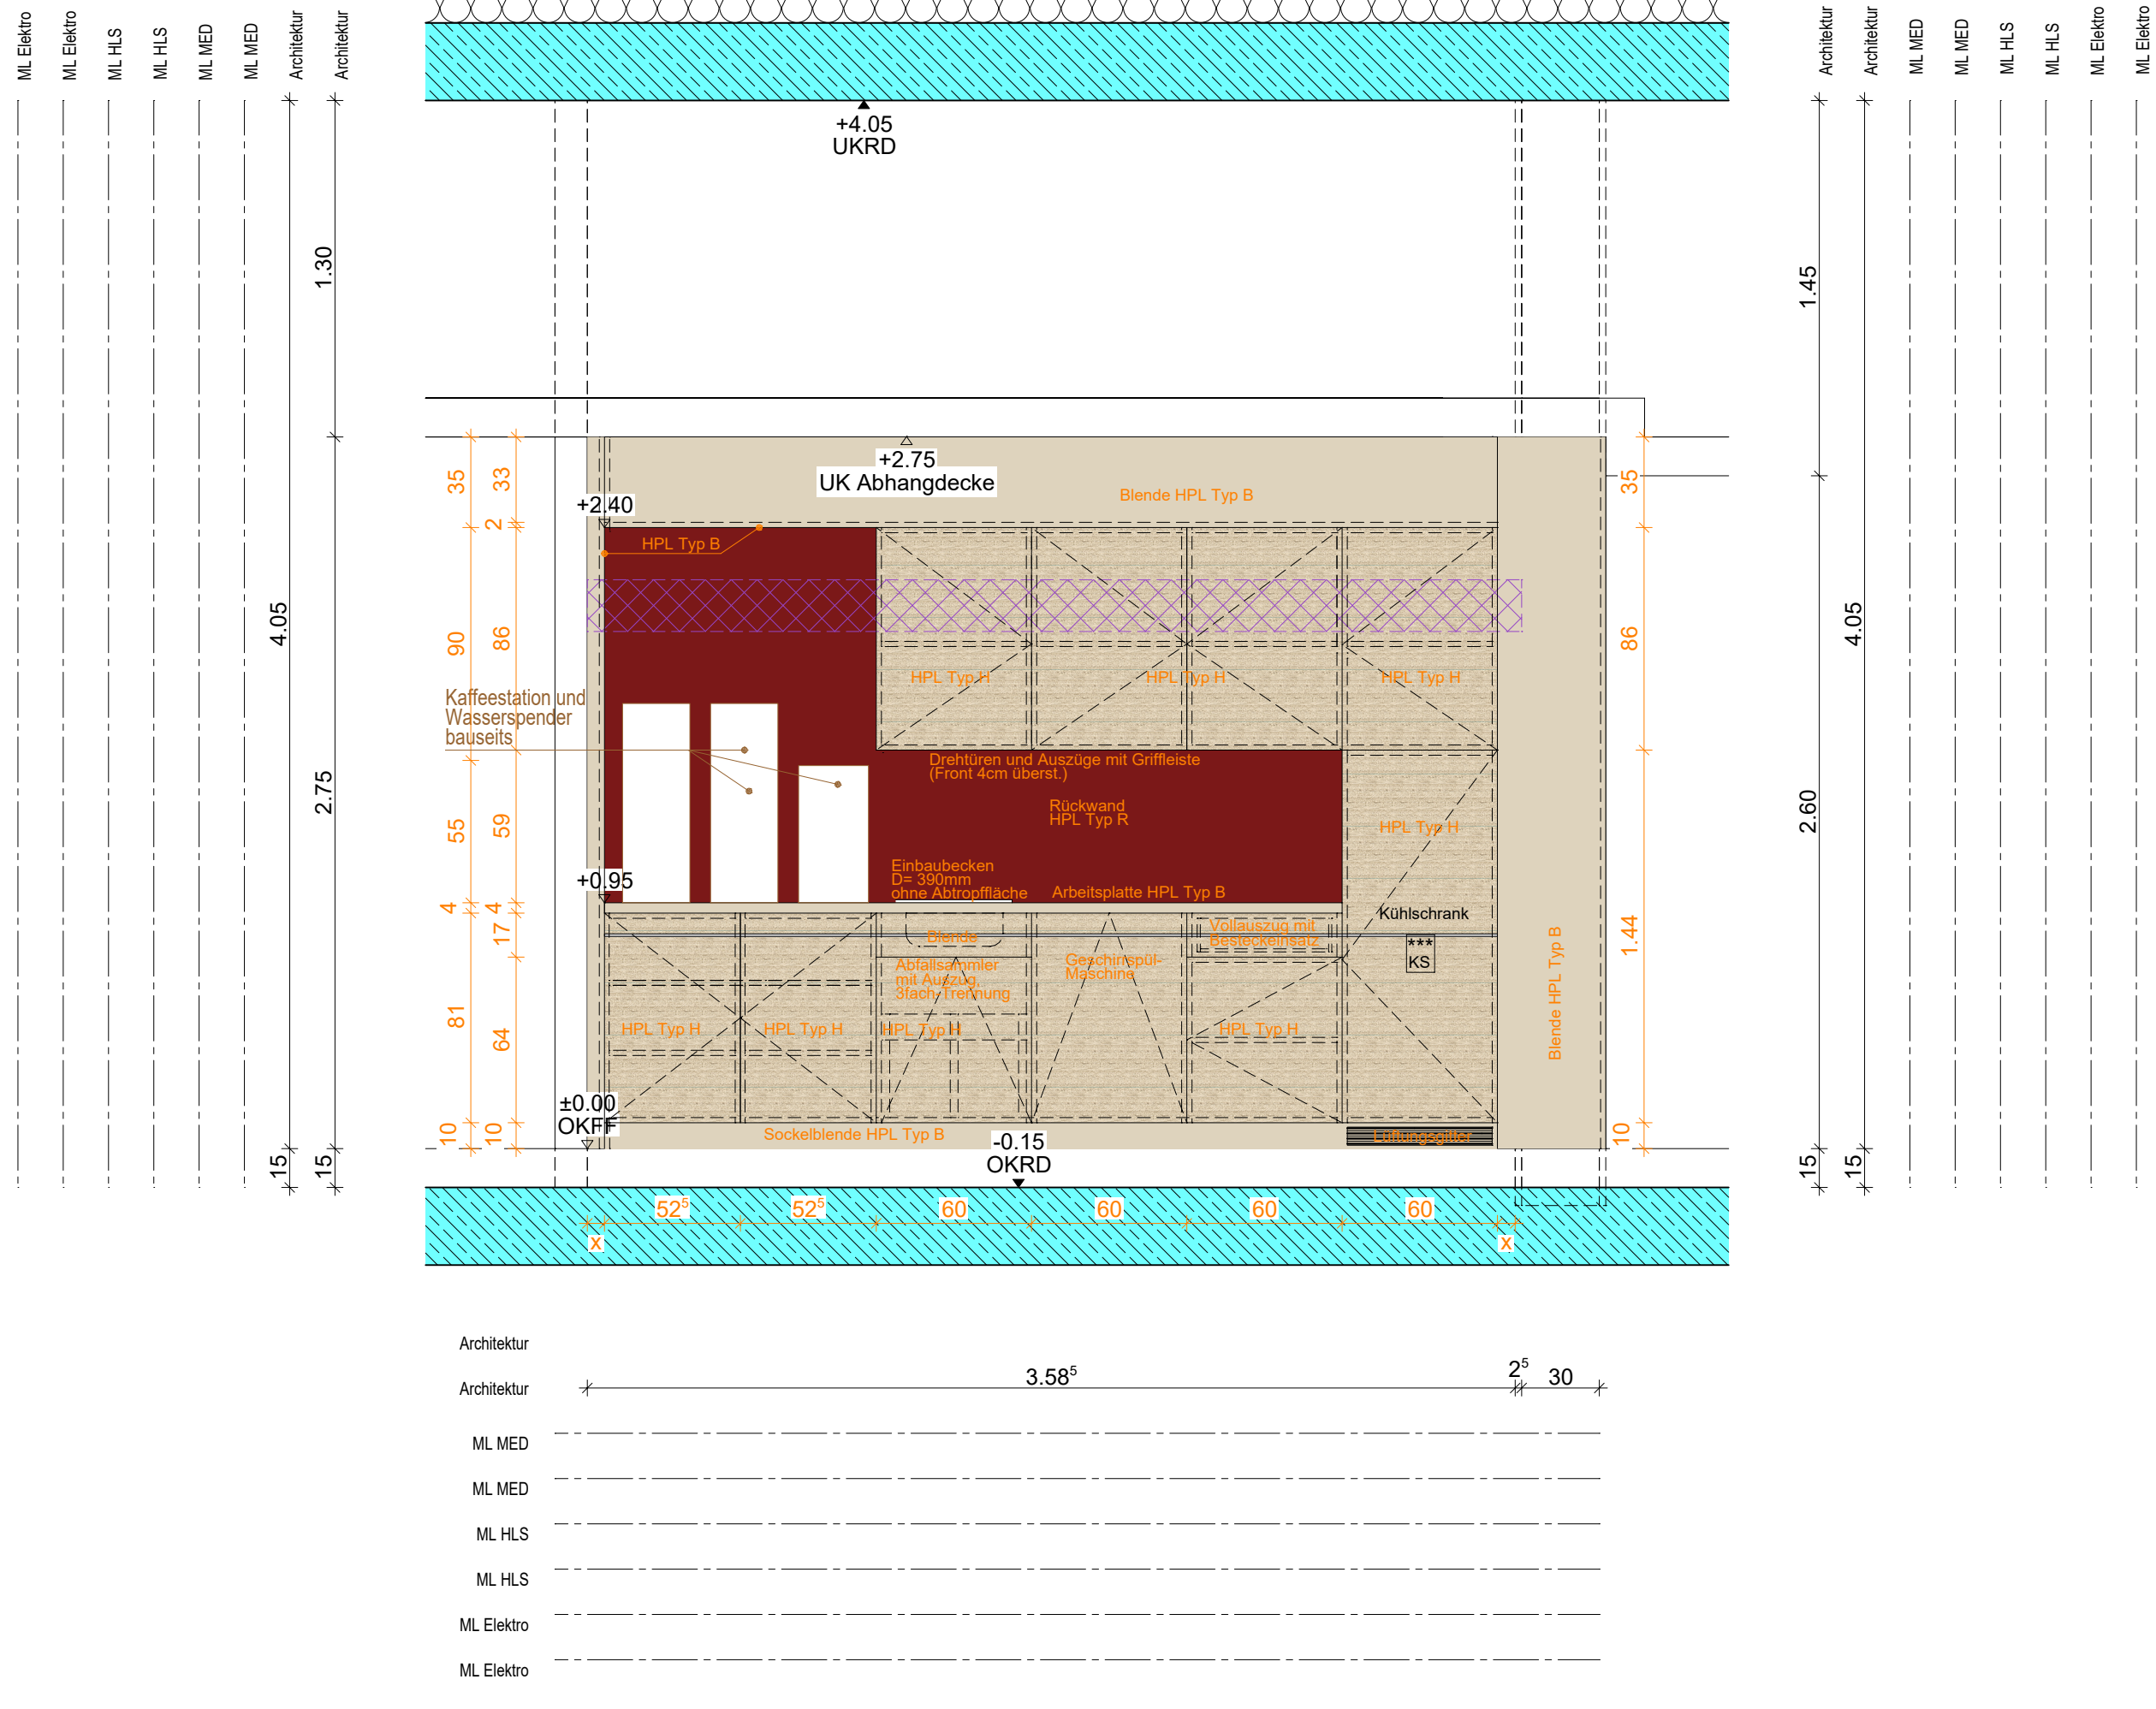 ML Elektro
ML Elektro
ML HLS
ML HLS
ML MED
ML MED
Architektur
Architektur
Architektur
Architektur
ML MED
ML MED
ML HLS
ML HLS
ML Elektro
ML Elektro
+4.05
UKRD
1.30
1.45
4.05
4.05
2.75
2.60
15
15
15
15
+2.75
UK Abhangdecke
Blende HPL Typ B
35
33
35
+2.40
2
HPL Typ B
90
86
86
HPL Typ H
HPL Typ H
HPL Typ H
Kaffeestation und
Wasserspender
bauseits
Drehtüren und Auszüge mit Griffleiste
(Front 4cm überst.)
Rückwand
HPL Typ R
55
59
HPL Typ H
Einbaubecken
D= 390mm
ohne Abtropffläche
Arbeitsplatte HPL Typ B
+0.95
4
4
17
Kühlschrank
***
KS
Blende
Vollauszug mit
Besteckeinsatz
Abfallsammler
mit Auszug,
3fach-Trennung
Geschirrspül-
Maschine
Blende HPL Typ B
1.44
81
64
HPL Typ H
HPL Typ H
HPL Typ H
HPL Typ H
±0.00
OKFF
10
10
10
Sockelblende HPL Typ B
Lüftungsgitter
-0.15
OKRD
52⁵
52⁵
60
60
60
60
x
x
Architektur
Architektur
3.58⁵
2⁵
30
ML MED
ML MED
ML HLS
ML HLS
ML Elektro
ML Elektro